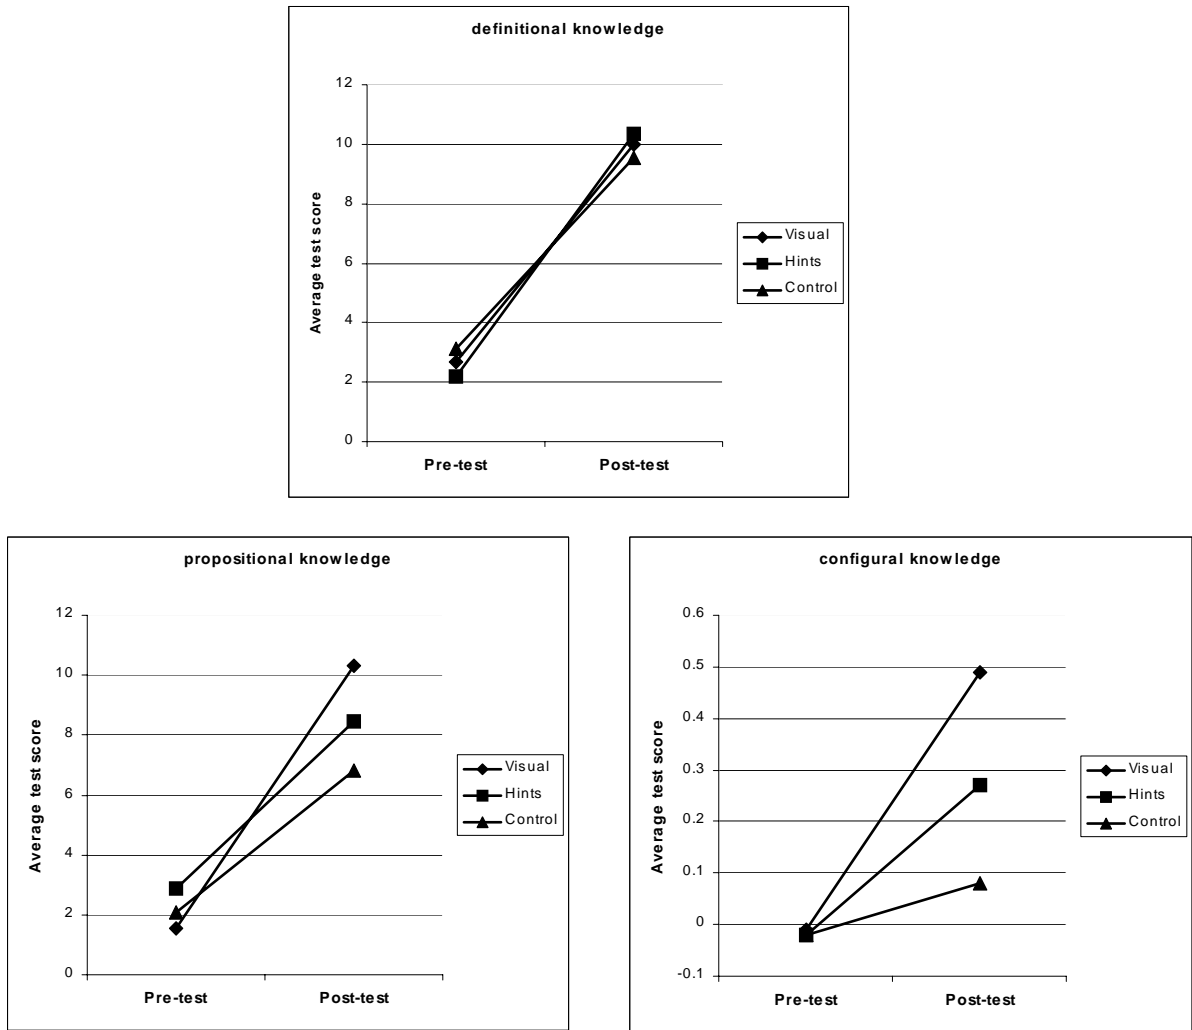 definitional knowledge
12
10
8
6
4
2
0
Average test score
Pre-test
Post-test
Visual
Hints
Control
propositional knowledge
12
10
8
6
4
2
0
Average test score
Pre-test
Post-test
Visual
Hints
Control
configural knowledge
0.6
0.5
0.4
0.3
0.2
0.1
0
-0.1
Average test score
Pre-test
Post-test
Visual
Hints
Control